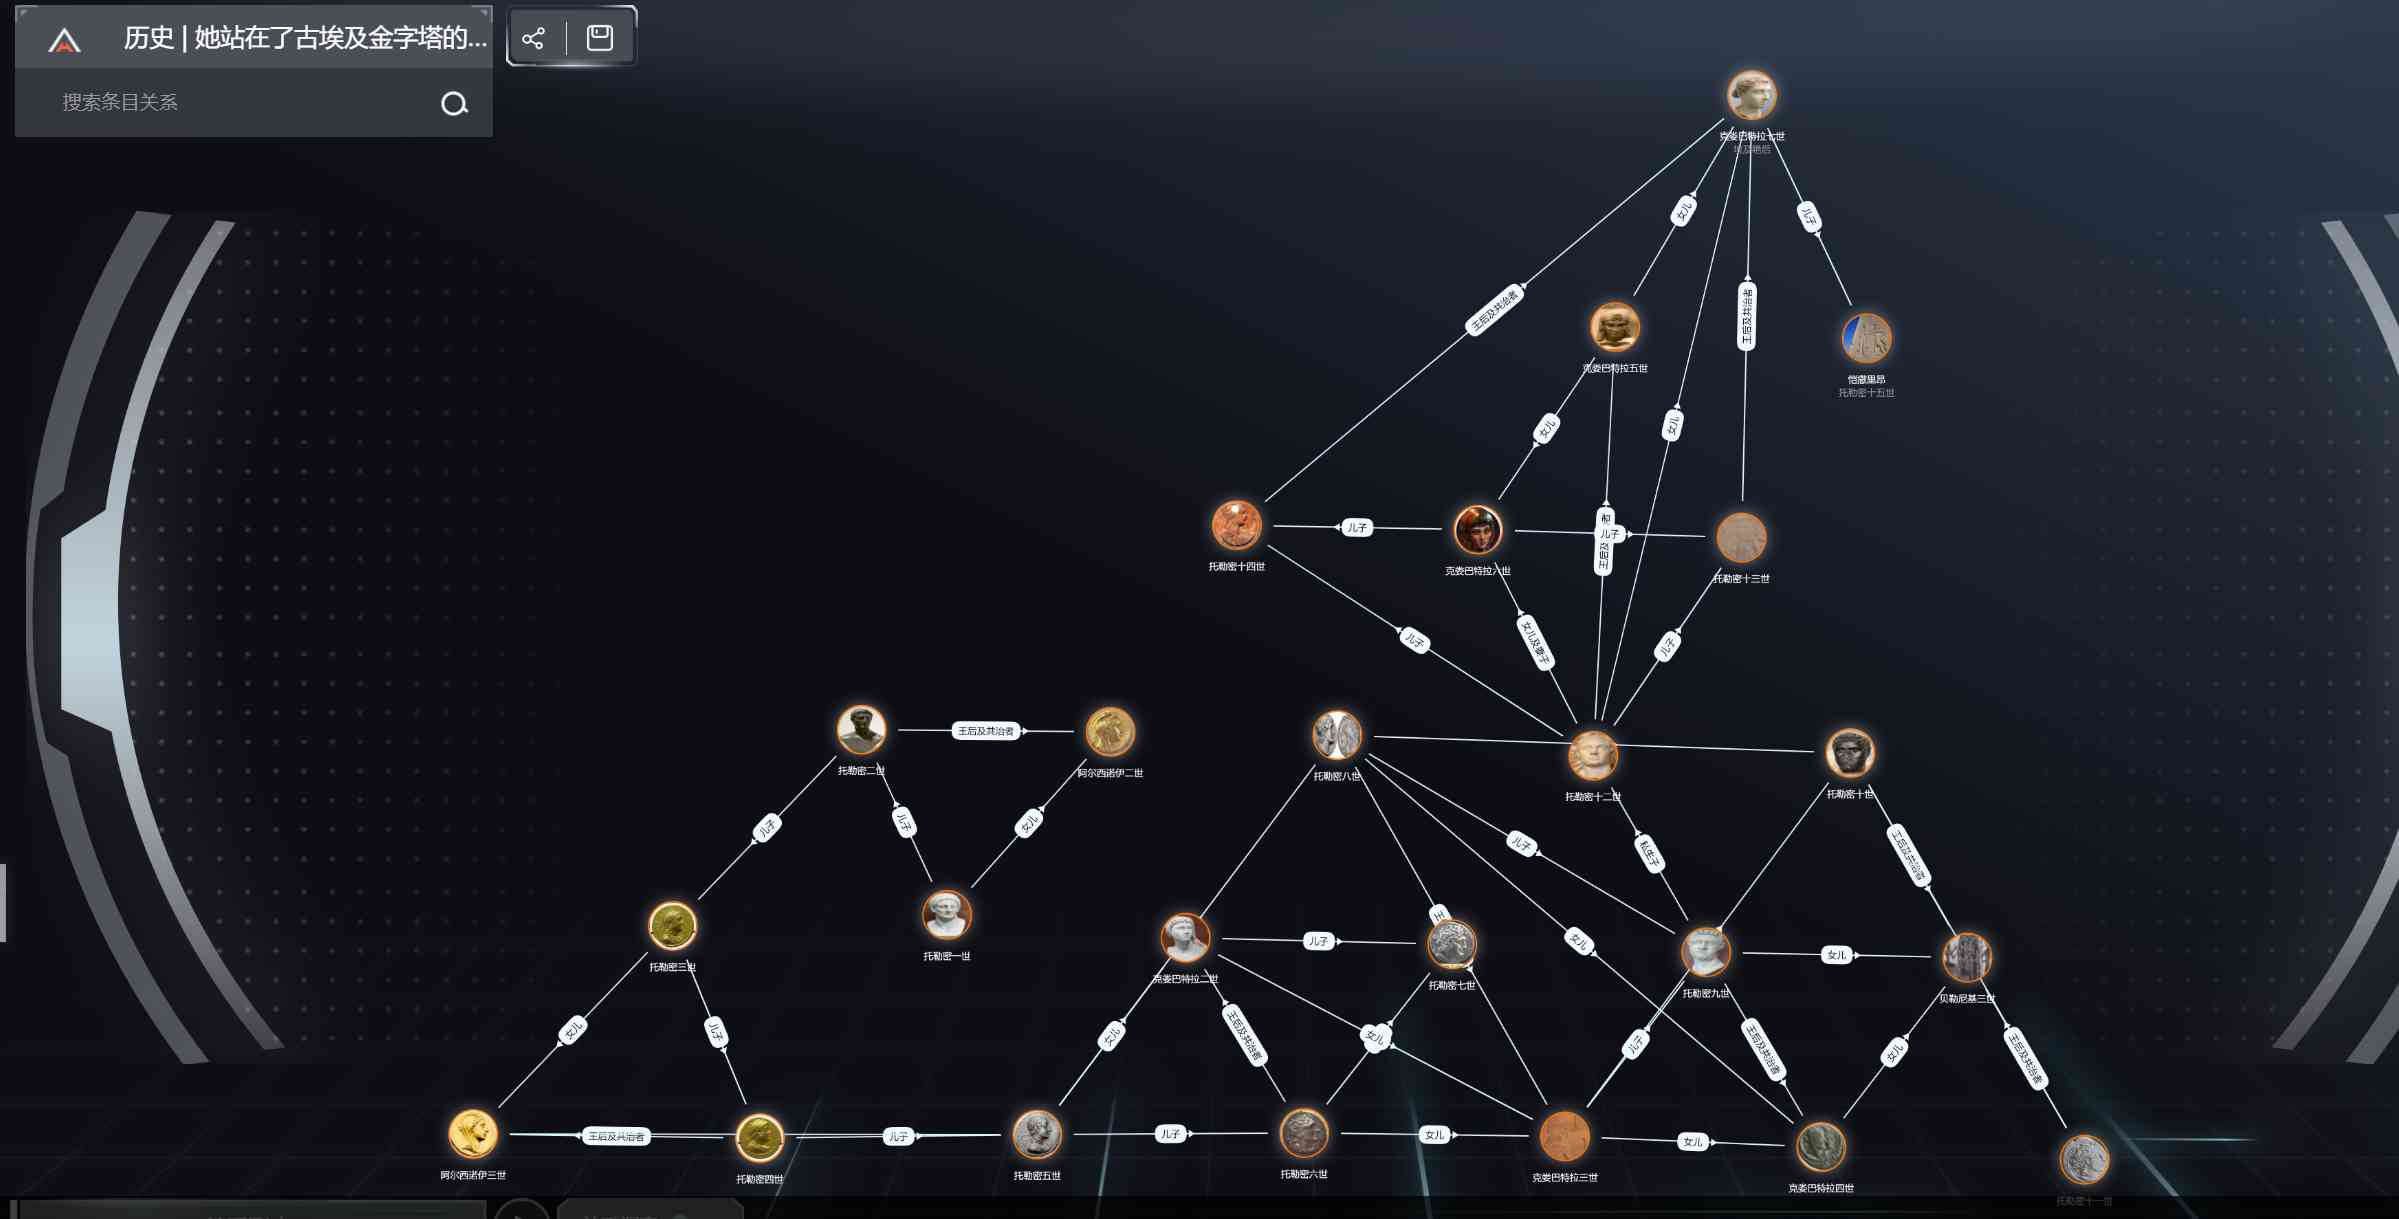 历史 | 她站在了古埃及金字塔的...
搜索条目关系
克娄巴特拉七世
埃及艳后
女儿
儿子
王后及共治者
王后及共治者
克娄巴特拉五世
恺撒里昂
托勒密十五世
女儿
女儿
儿子
儿子
托勒密十四世
克娄巴特拉六世
托勒密十三世
儿子
女儿及妻子
儿子
托勒密二世
王后及共治者
阿尔西诺伊二世
托勒密八世
托勒密十二世
托勒密十世
儿子
儿子
女儿
儿子
私生子
王后及共治者
托勒密三世
托勒密一世
克娄巴特拉二世
儿子
托勒密七世
女儿
托勒密九世
女儿
贝勒尼基三世
女儿
儿子
女儿
王后及共治者
女儿
儿子
王后及共治者
女儿
王后及共治者
阿尔西诺伊三世
王后及共治者
托勒密四世
儿子
托勒密五世
儿子
托勒密六世
女儿
克娄巴特拉三世
女儿
克娄巴特拉四世
托勒密十一世